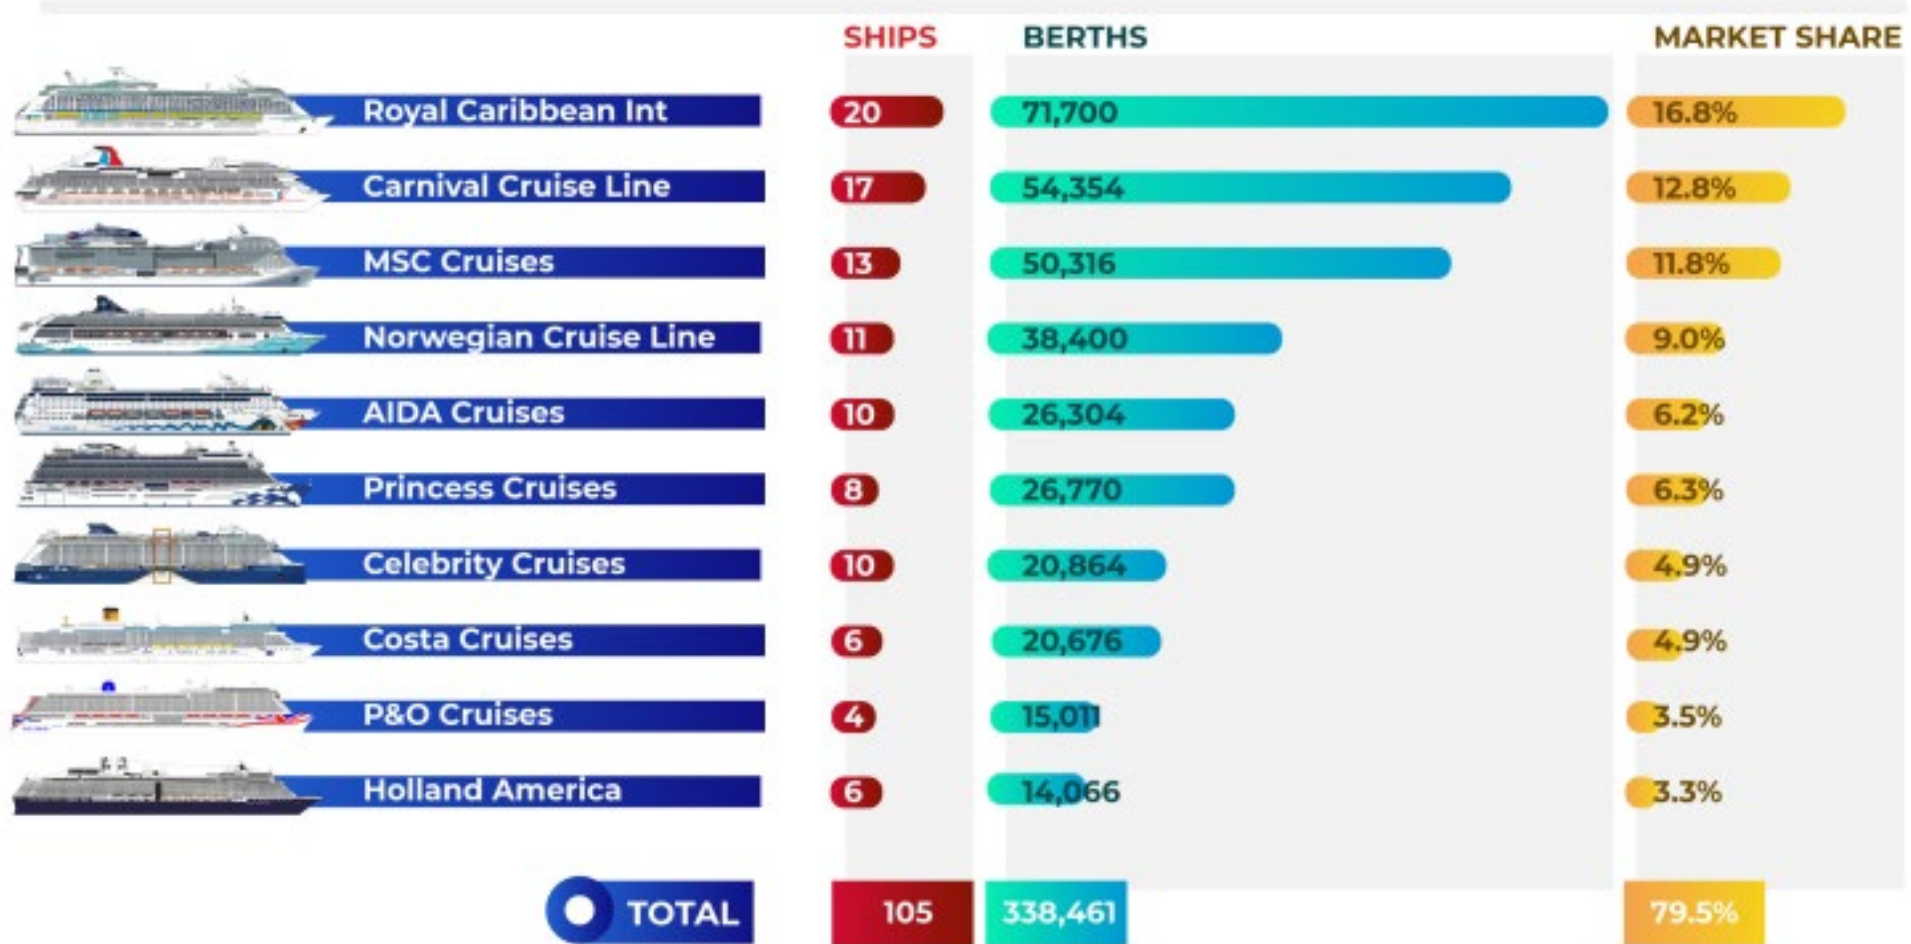 SHIPS BERTHS MARKET SHARE
Royal Caribbean Int 20 71,700 16.8%
Carnival Cruise Line 17 54,354 12.8%
MSC Cruises 13 50,316 11.8%
Norwegian Cruise Line 11 38,400 9.0%
AIDA Cruises 10 26,304 6.2%
Princess Cruises 8 26,770 6.3%
Celebrity Cruises 10 20,864 4.9%
Costa Cruises 6 20,676 4.9%
P&O Cruises 4 15,011 3.5%
Holland America 6 14,066 3.3%
TOTAL 105 338,461 79.5%